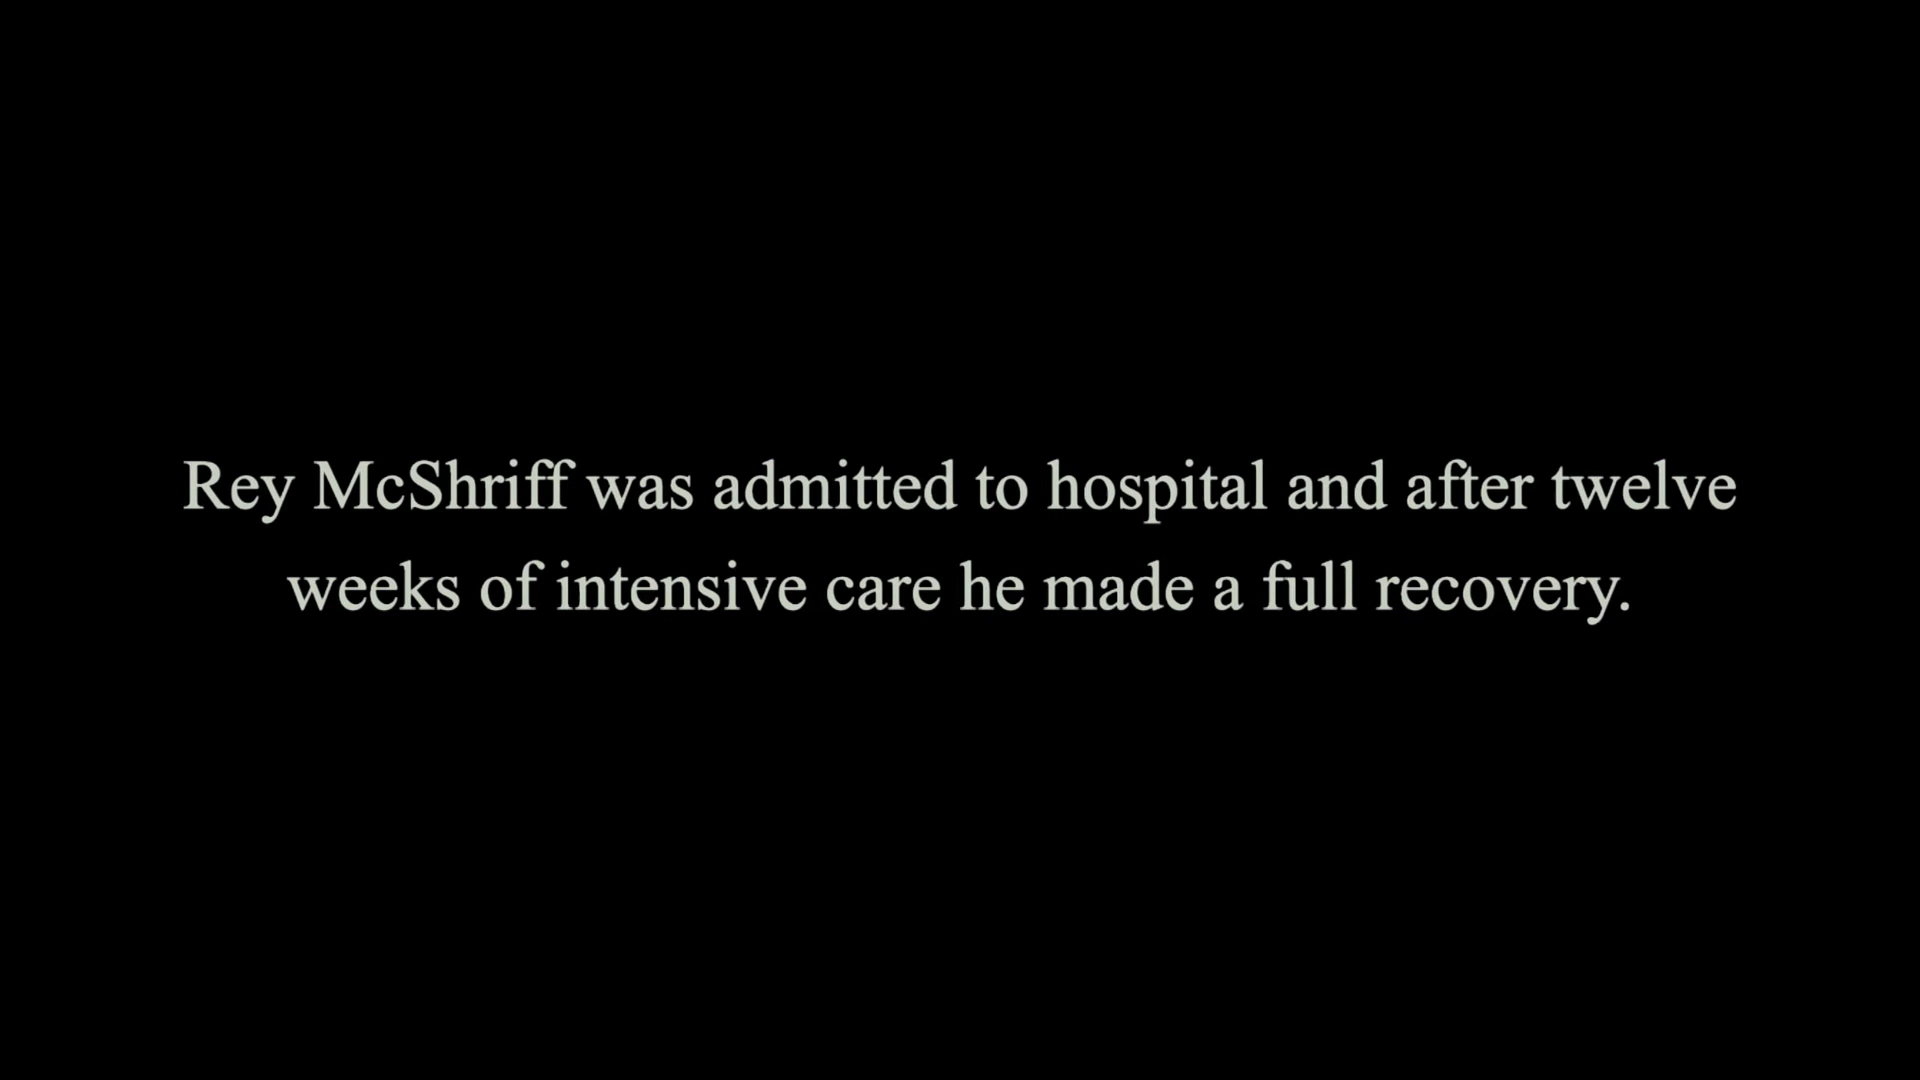 Rey McShriff was admitted to hospital and after twelve
weeks of intensive care he made a full recovery.